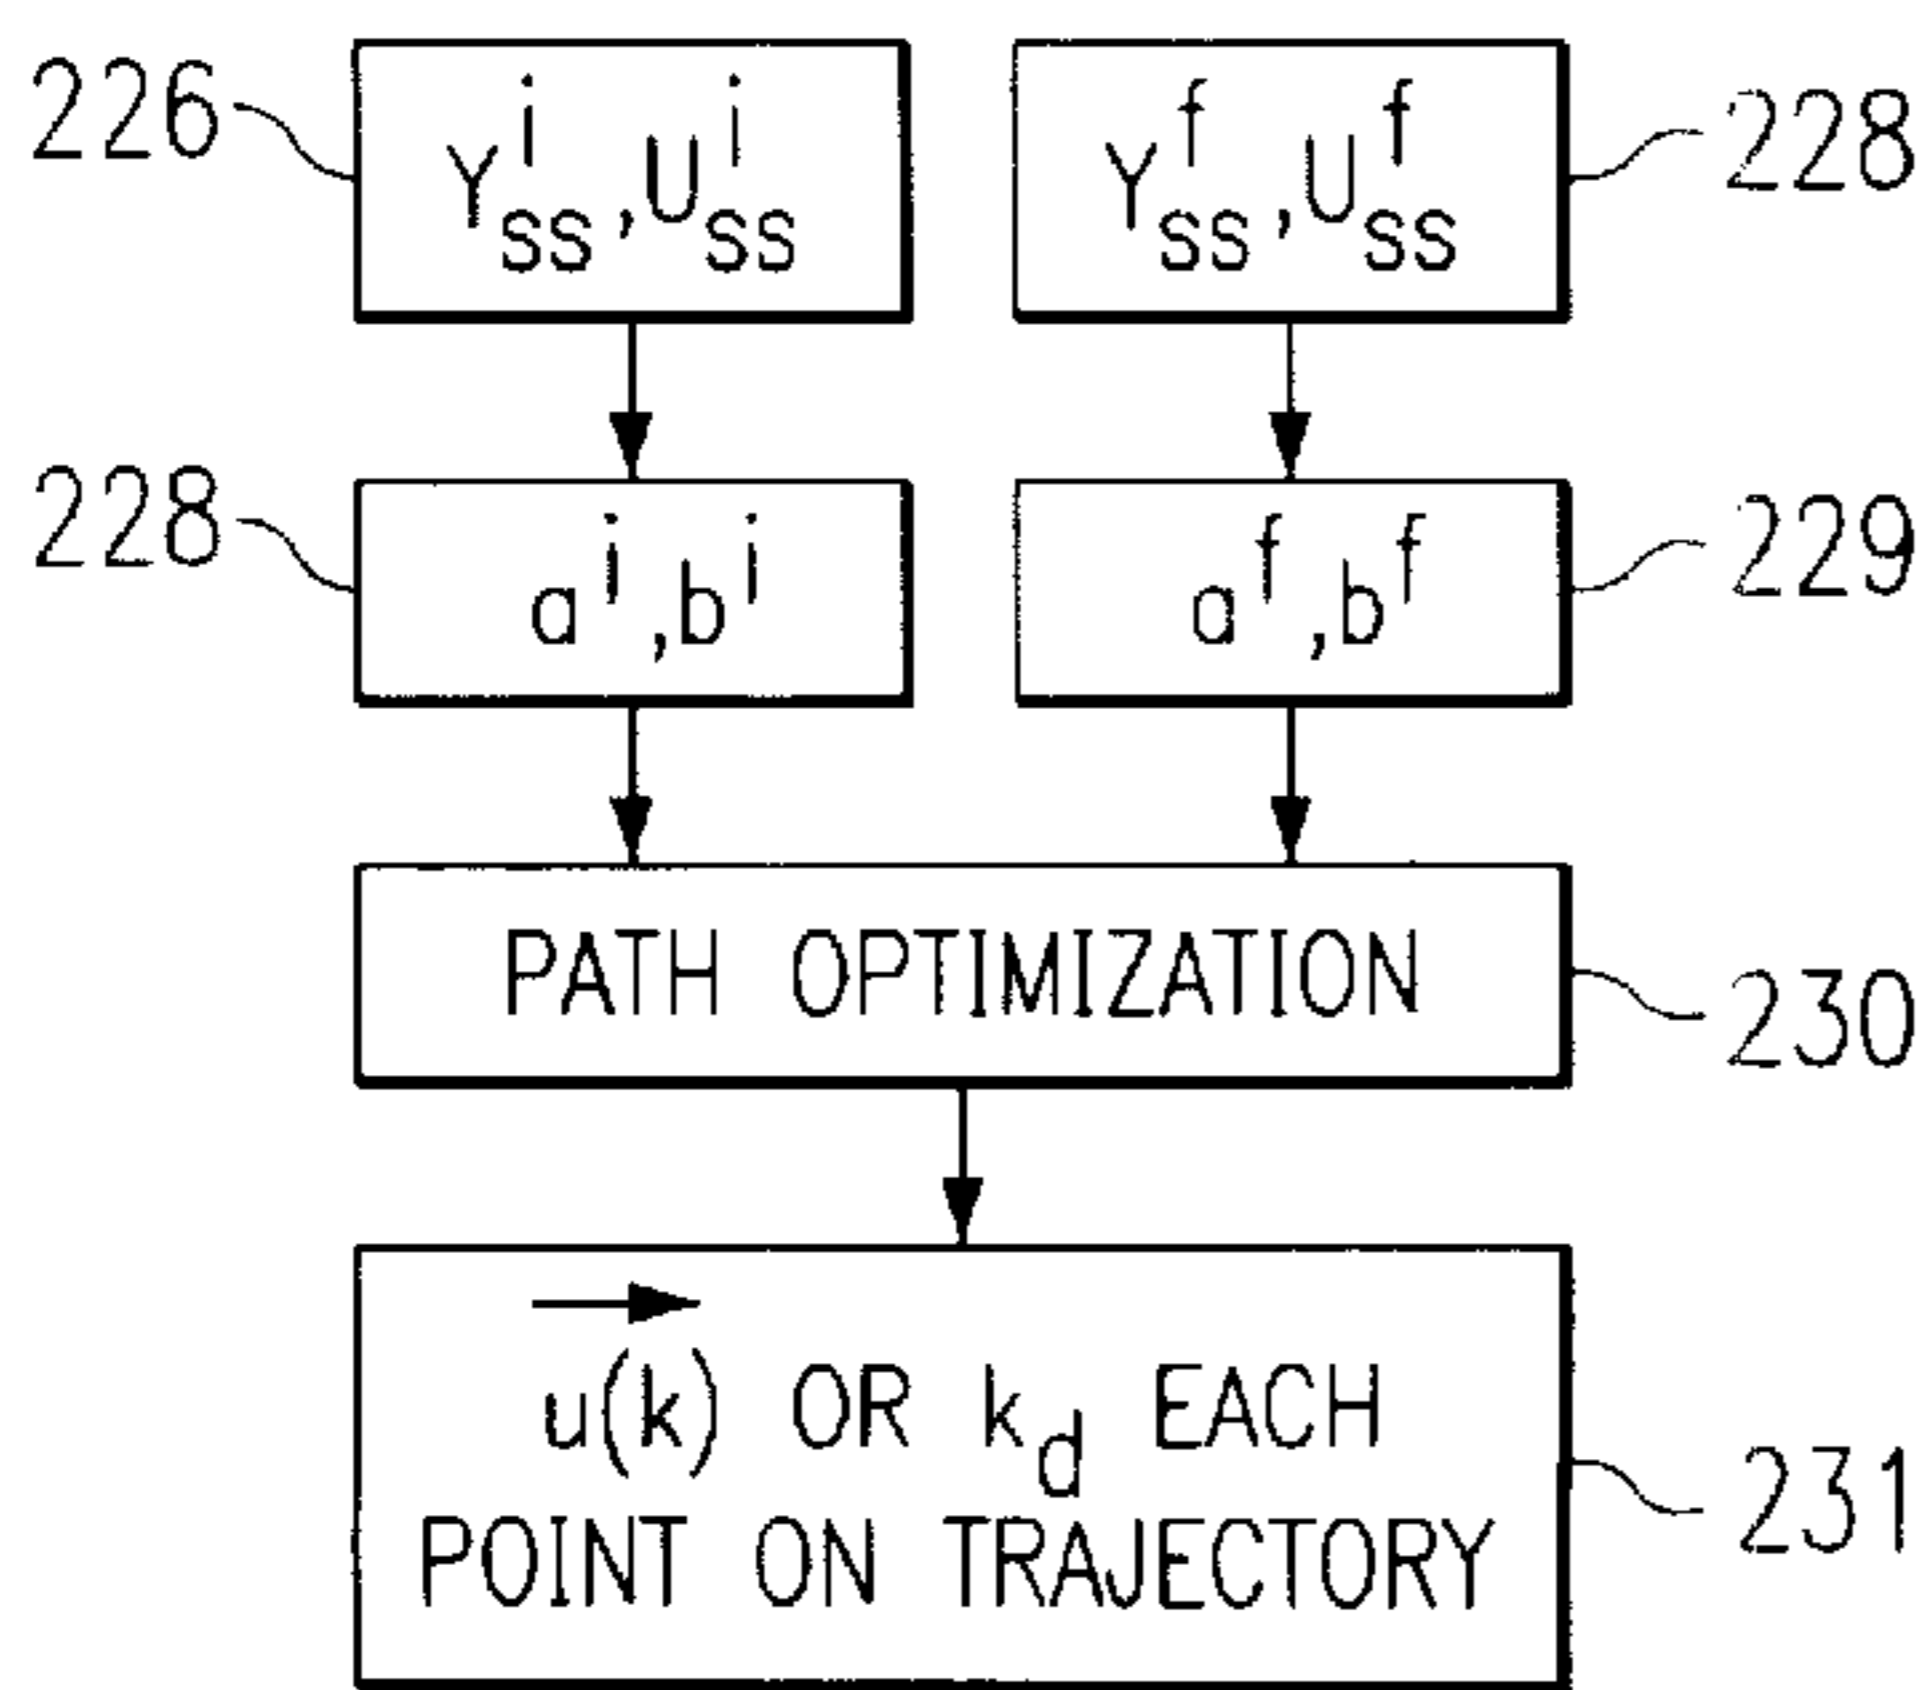 226
Y^i_ss, U^i_ss
Y^f_ss, U^f_ss
228
228
a^i, b^i
a^f, b^f
229
PATH OPTIMIZATION
230
u(k) OR k_d EACH
POINT ON TRAJECTORY
231